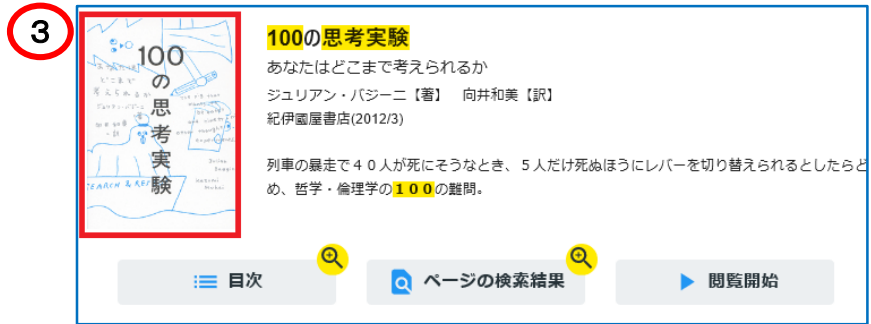 ③
100の思考実験
あなたはどこまで考えられるか
ジュリアン・バジーニ【著】 向井和美【訳】
紀伊國屋書店(2012/3)
列車の暴走で４０人が死にそうなとき、５人だけ死ぬほうにレバーを切り替えられるとしたらど
め、哲学・倫理学の１００の難問。
100
の
思
考
実
験
目次
ページの検索結果
閲覧開始